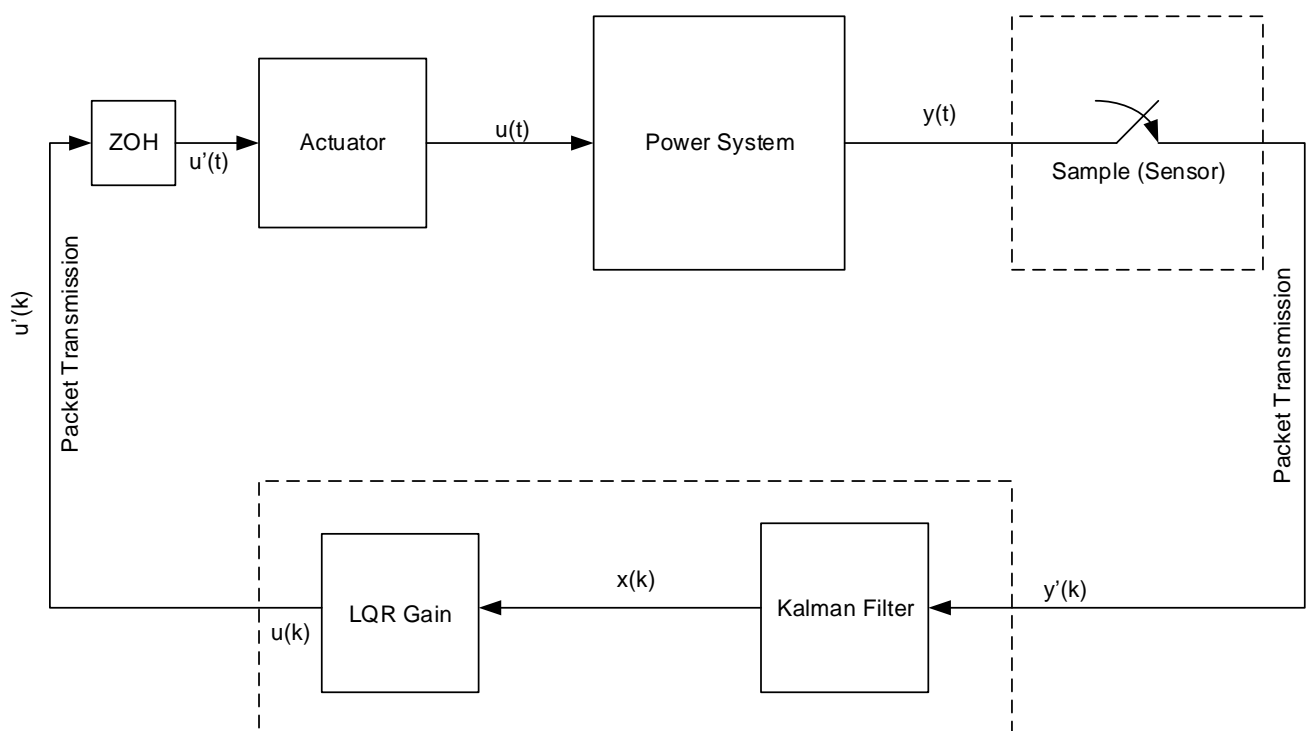 ZOH
u’(t)
Actuator
u(t)
Power System
y(t)
Sample (Sensor)
Packet Transmission
u’(k)
Packet Transmission
LQR Gain
u(k)
x(k)
Kalman Filter
y’(k)